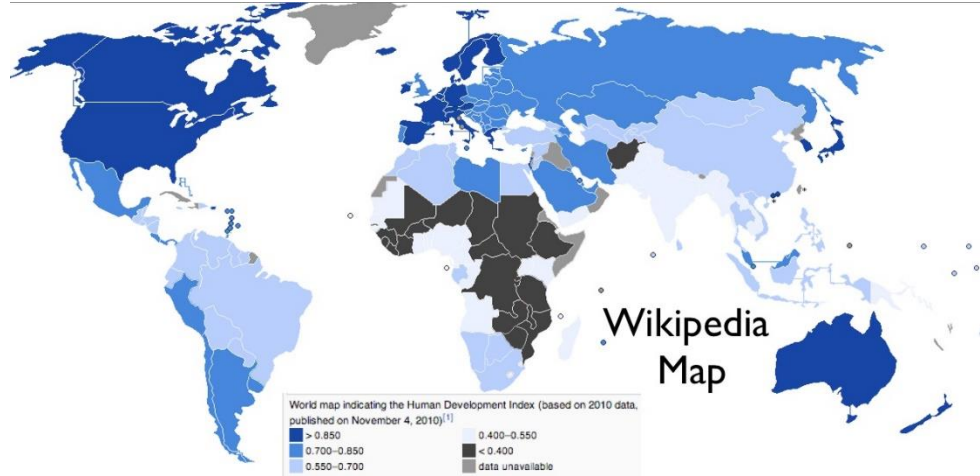 Wikipedia
Map
World map indicating the Human Development Index (based on 2010 data,
published on November 4, 2010)[1]
> 0.850
0.400–0.550
0.700–0.850
< 0.400
0.550–0.700
data unavailable